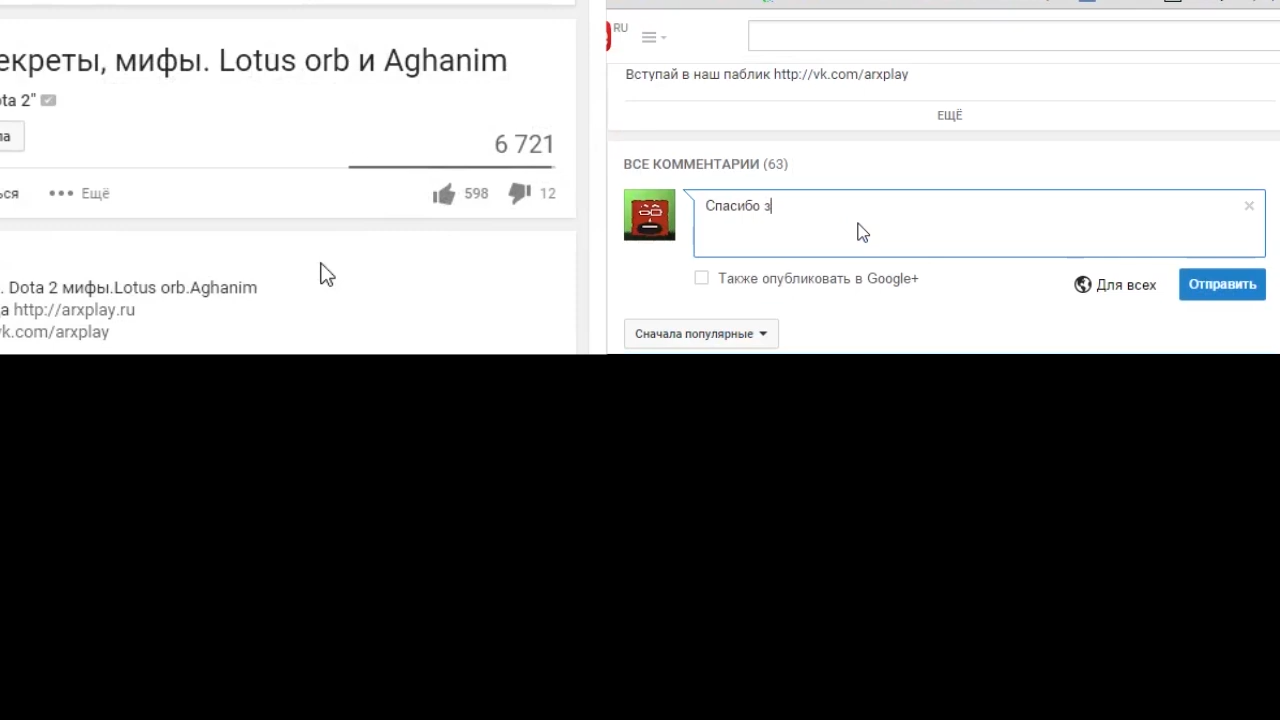 екреты, мифы. Lotus orb и Aghanim
ota 2"
ла
6 721
ься
••• Ещё
598
12
. Dota 2 мифы.Lotus orb.Aghanim
а http://arxplay.ru
vk.com/arxplay
RU
Вступай в наш паблик http://vk.com/arxplay
ЕЩЁ
ВСЕ КОММЕНТАРИИ (63)
Спасибо з
Также опубликовать в Google+
Для всех
Отправить
Сначала популярные